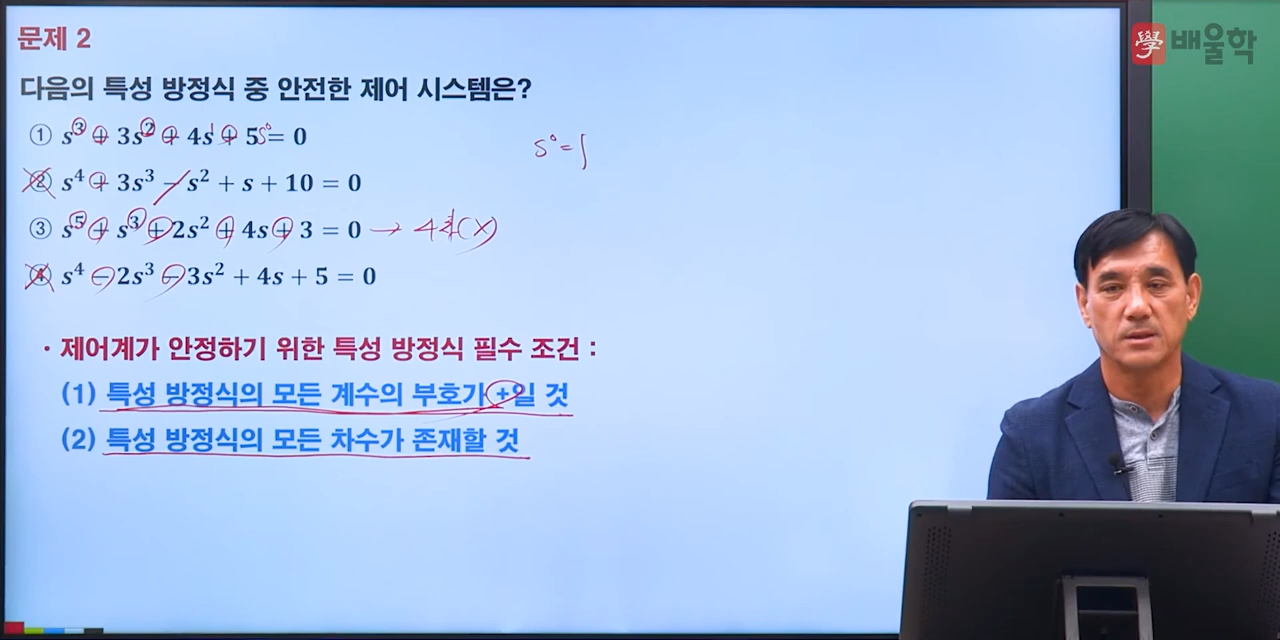 문제 2
學 배울학
다음의 특성 방정식 중 안전한 제어 시스템은?
① s³ + 3s² + 4s¹ + 5s⁰ = 0
s⁰ = 1
② s⁴ + 3s³ − s² + s + 10 = 0
③ s⁵ + s³ + 2s² + 4s + 3 = 0 → 4차(X)
④ s⁴ − 2s³ − 3s² + 4s + 5 = 0
· 제어계가 안정하기 위한 특성 방정식 필수 조건 :
(1) 특성 방정식의 모든 계수의 부호가 +일 것
(2) 특성 방정식의 모든 차수가 존재할 것